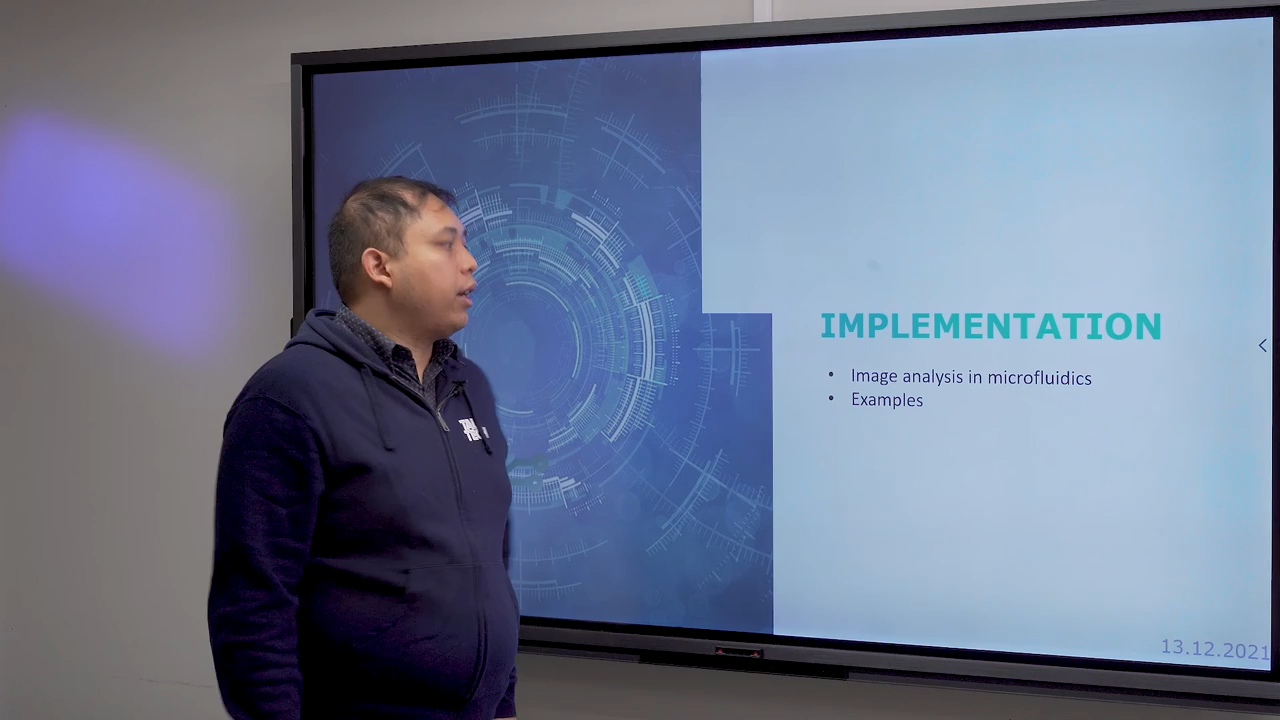 IMPLEMENTATION
• Image analysis in microfluidics
• Examples
13.12.2021